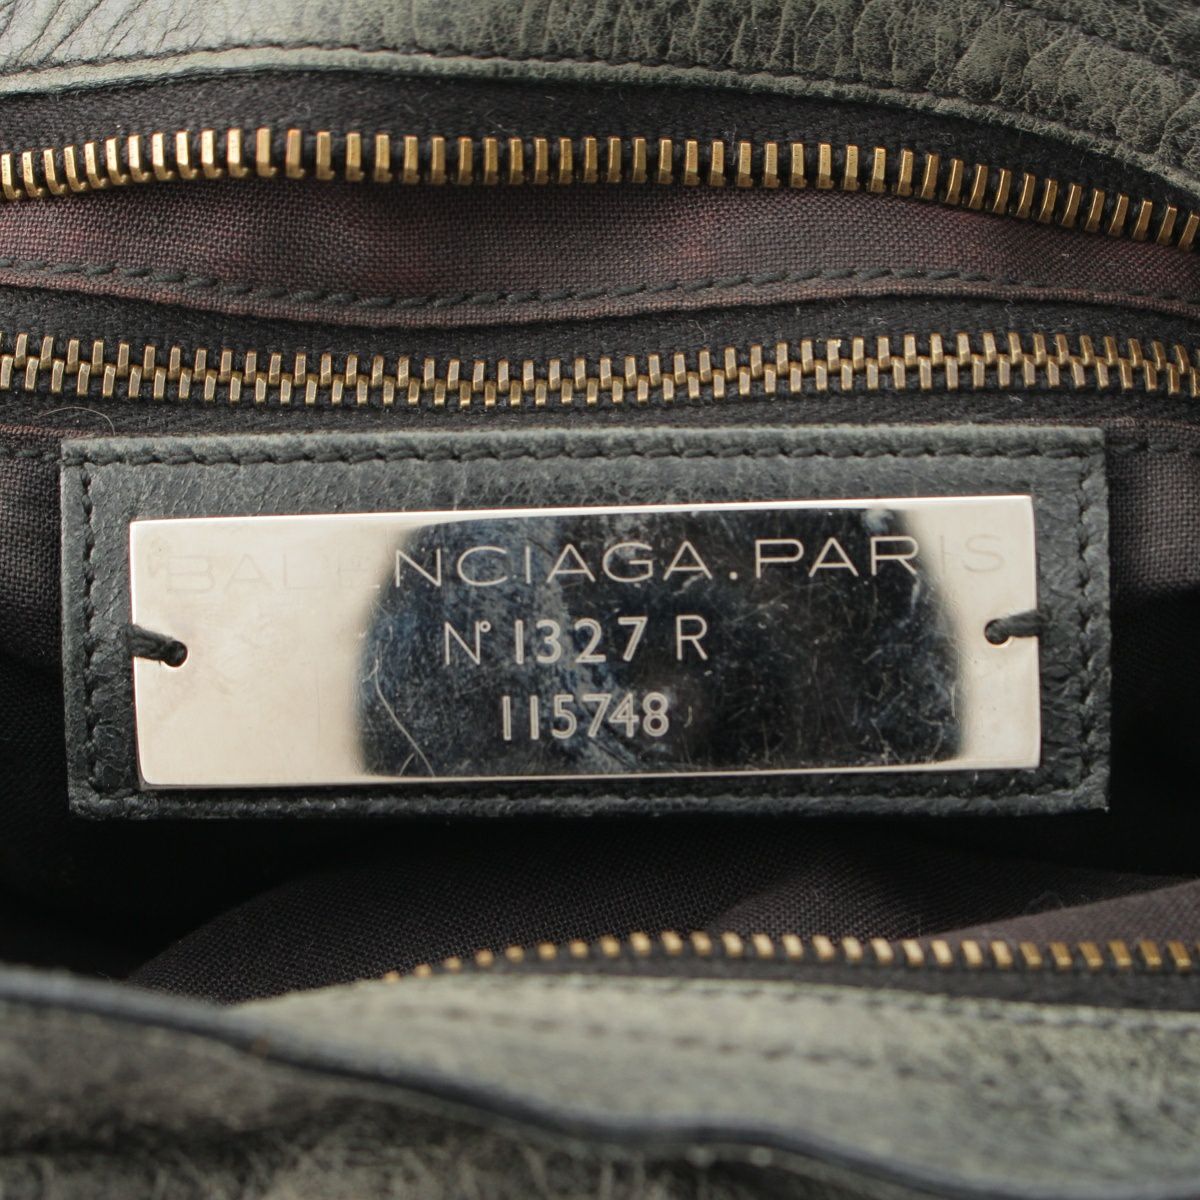 BALENCIAGA.PARIS
N° 1327 R
115748